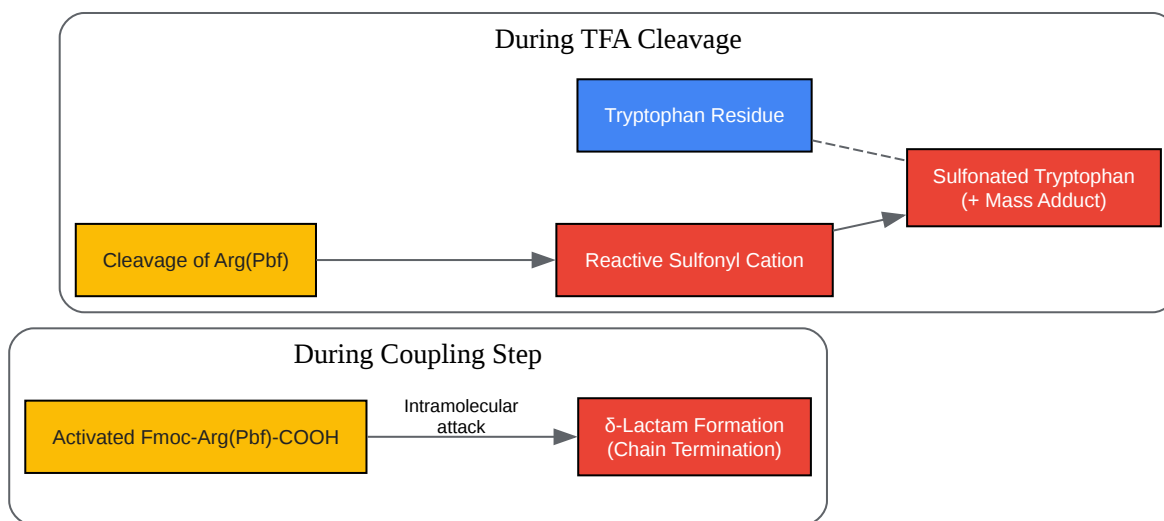 During TFA Cleavage
Tryptophan Residue
Sulfonated Tryptophan
(+ Mass Adduct)
Cleavage of Arg(Pbf)
Reactive Sulfonyl Cation
During Coupling Step
Activated Fmoc-Arg(Pbf)-COOH
Intramolecular
attack
δ-Lactam Formation
(Chain Termination)